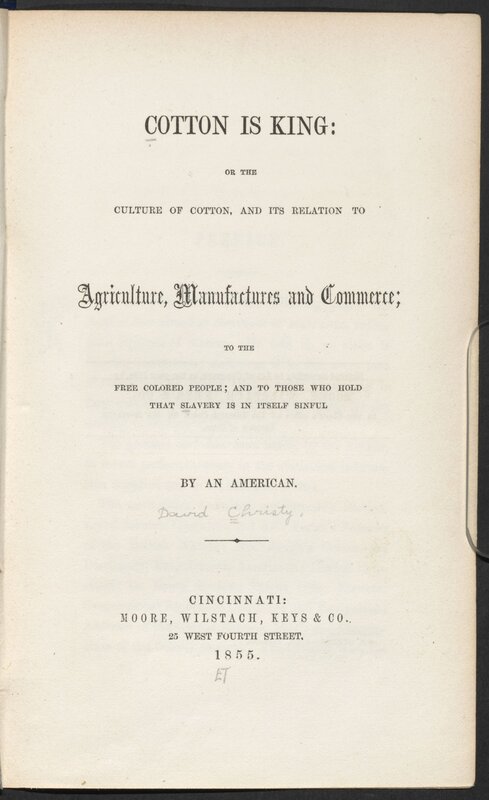 COTTON IS KING:
OR THE
CULTURE OF COTTON, AND ITS RELATION TO
Agriculture, Manufactures and Commerce;
TO THE
FREE COLORED PEOPLE; AND TO THOSE WHO HOLD
THAT SLAVERY IS IN ITSELF SINFUL
BY AN AMERICAN.
David Christy.
CINCINNATI:
MOORE, WILSTACH, KEYS & CO.
25 WEST FOURTH STREET,
1855.
ET